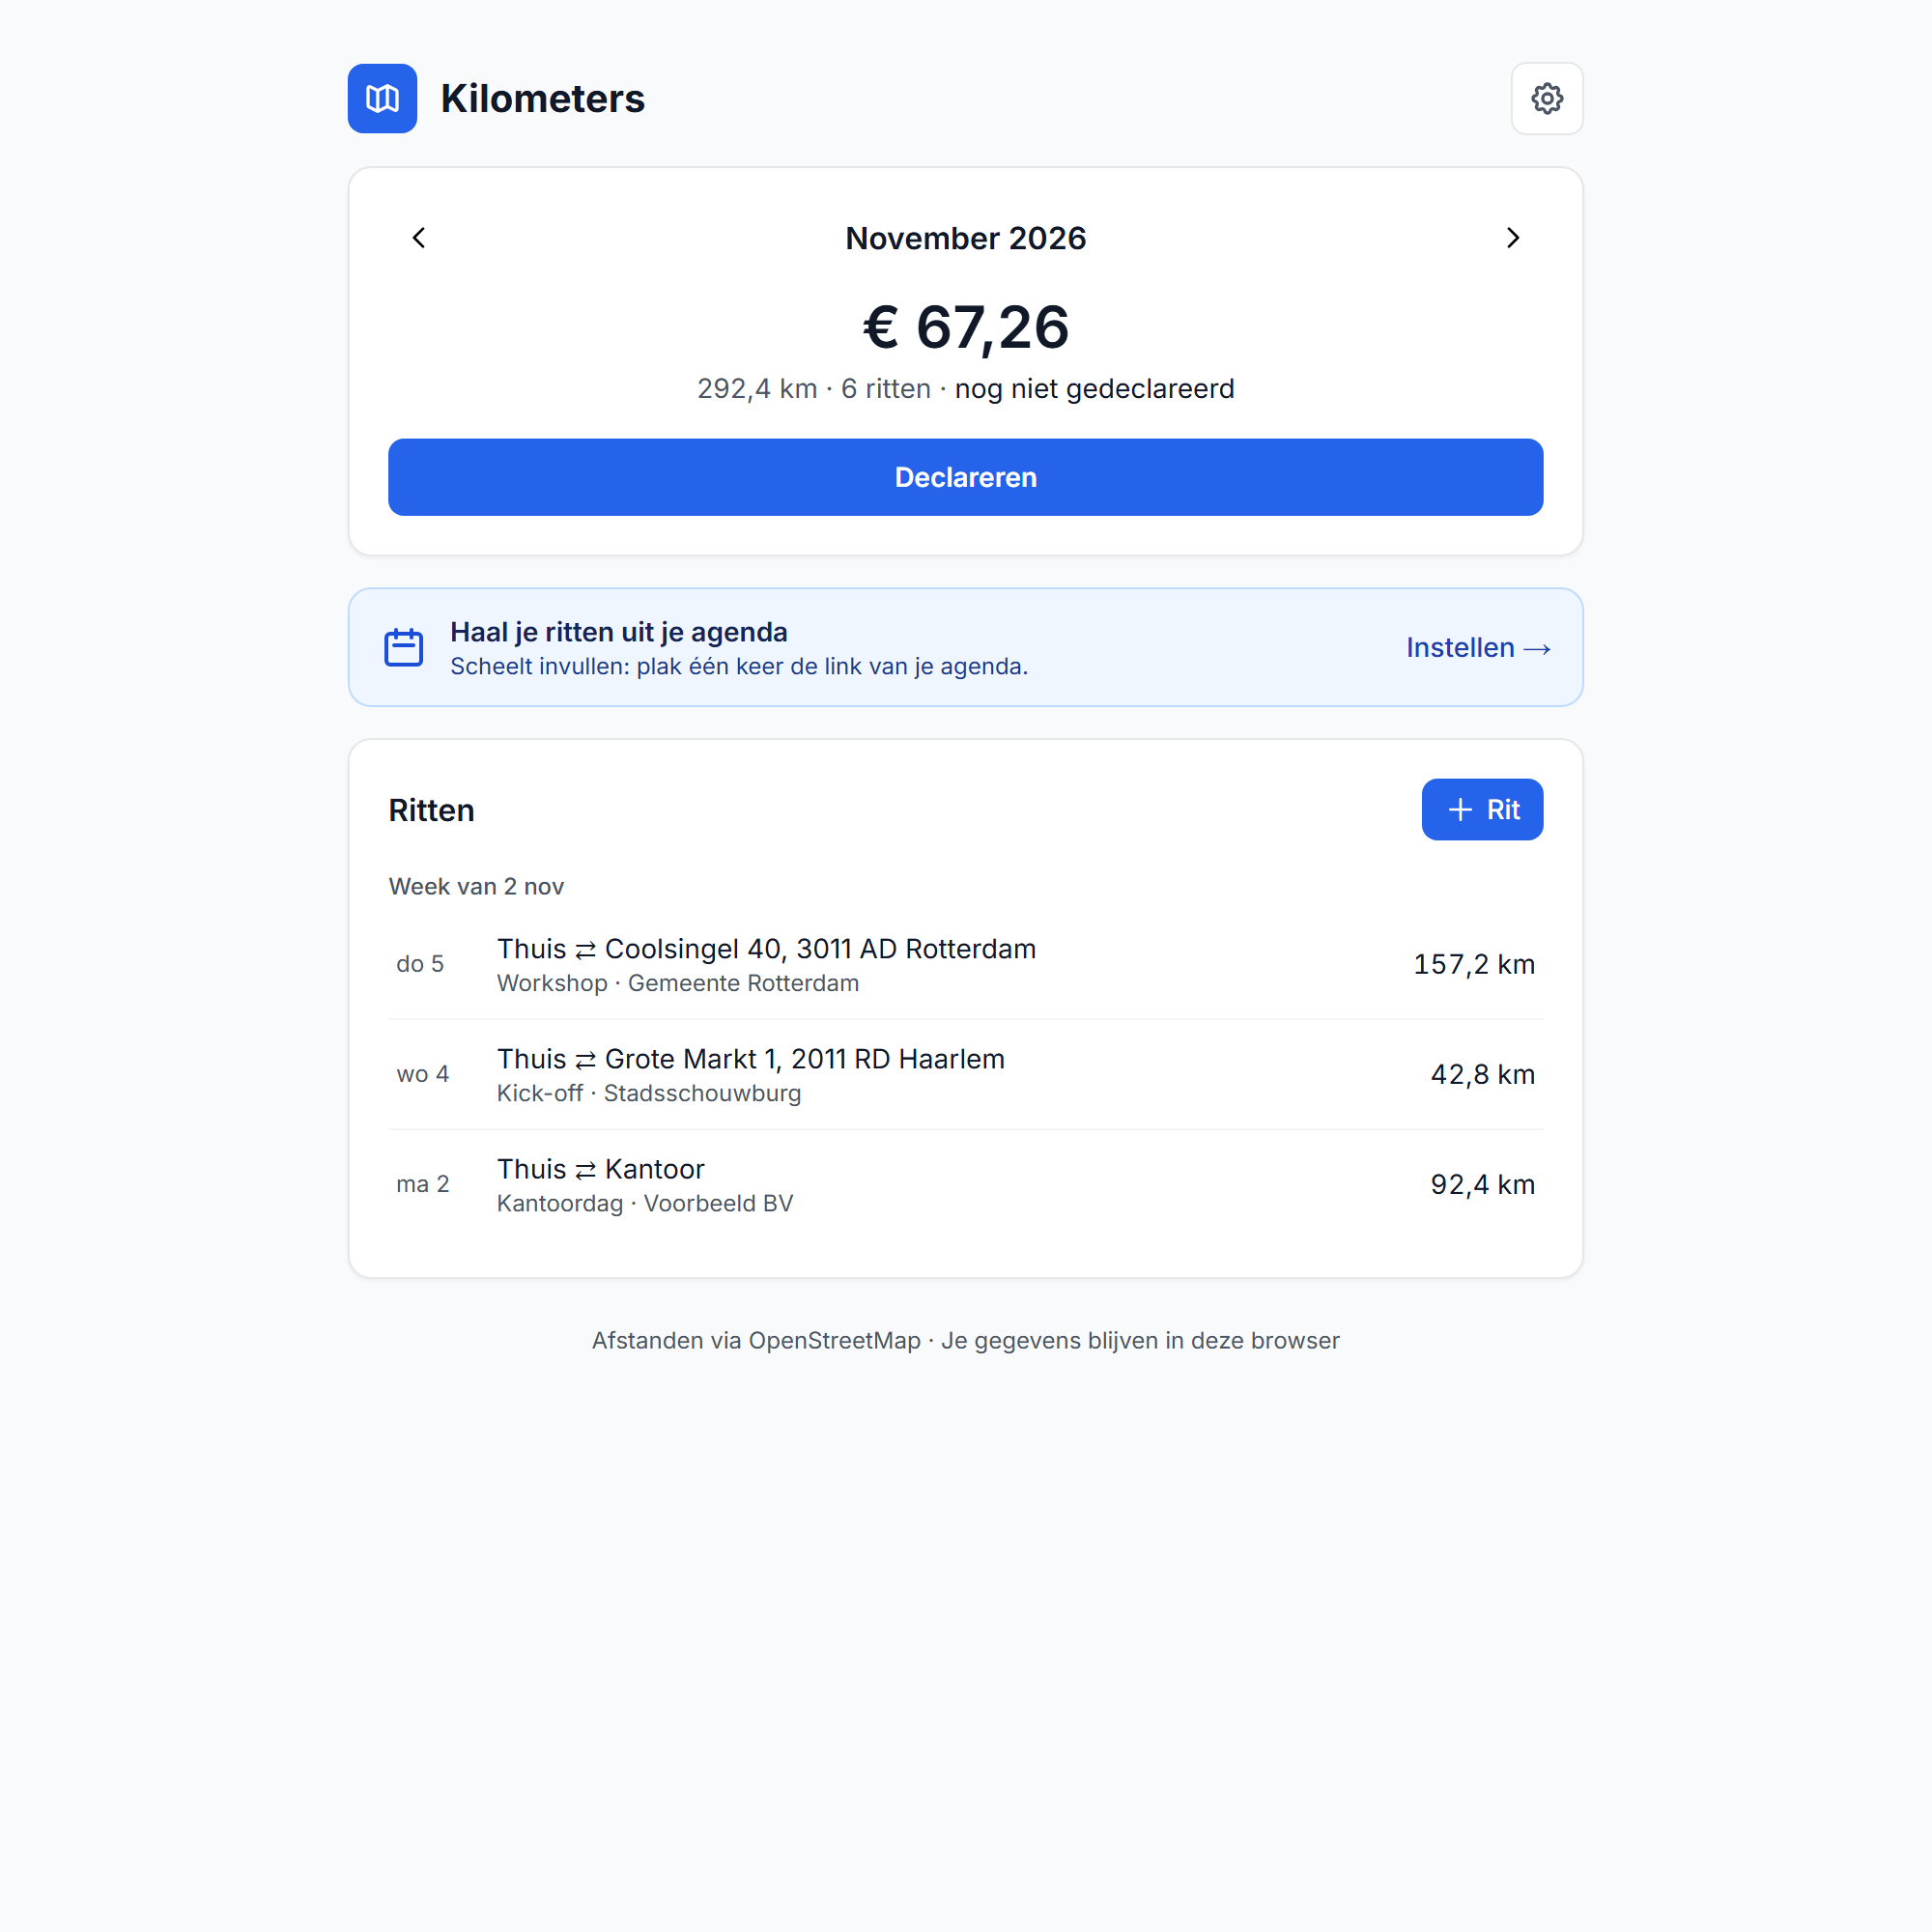 Kilometers
November 2026
€ 67,26
292,4 km · 6 ritten · nog niet gedeclareerd
Declareren
Haal je ritten uit je agenda
Scheelt invullen: plak één keer de link van je agenda.
Instellen →
Ritten
+ Rit
Week van 2 nov
do 5
Thuis ⇄ Coolsingel 40, 3011 AD Rotterdam
Workshop · Gemeente Rotterdam
157,2 km
wo 4
Thuis ⇄ Grote Markt 1, 2011 RD Haarlem
Kick-off · Stadsschouwburg
42,8 km
ma 2
Thuis ⇄ Kantoor
Kantoordag · Voorbeeld BV
92,4 km
Afstanden via OpenStreetMap · Je gegevens blijven in deze browser